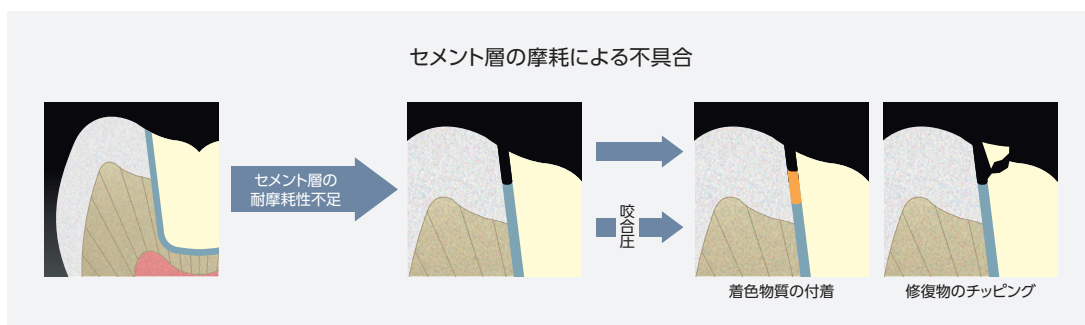 セメント層の摩耗による不具合
セメント層の
耐摩耗性不足
咬合圧
着色物質の付着
修復物のチッピング